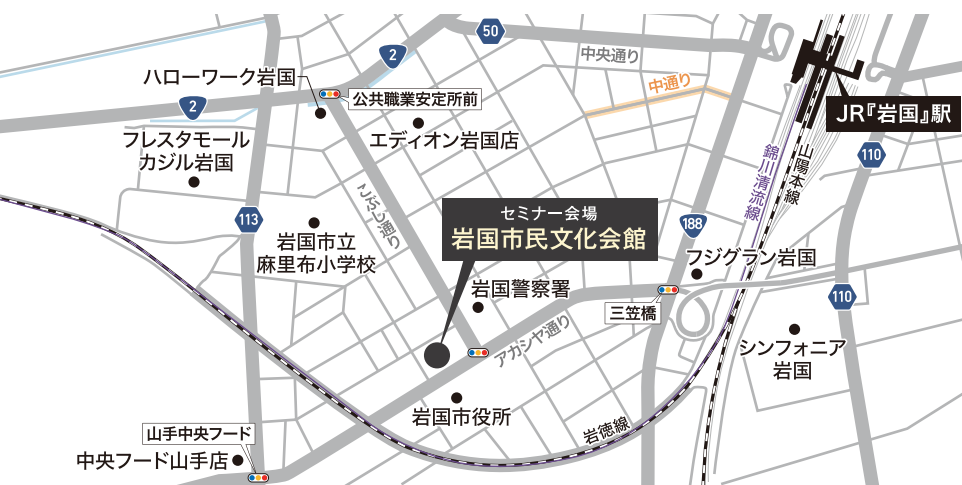 50
中央通り
2
中通り
ハローワーク岩国
2
公共職業安定所前
JR『岩国』駅
フレスタモール
カジル岩国
エディオン岩国店
110
山陽本線
錦川清流線
こぶし通り
113
岩国市立
麻里布小学校
セミナー会場
岩国市民文化会館
188
フジグラン岩国
岩国警察署
110
三笠橋
アカシヤ通り
シンフォニア
岩国
岩国市役所
岩徳線
山手中央フード
中央フード山手店